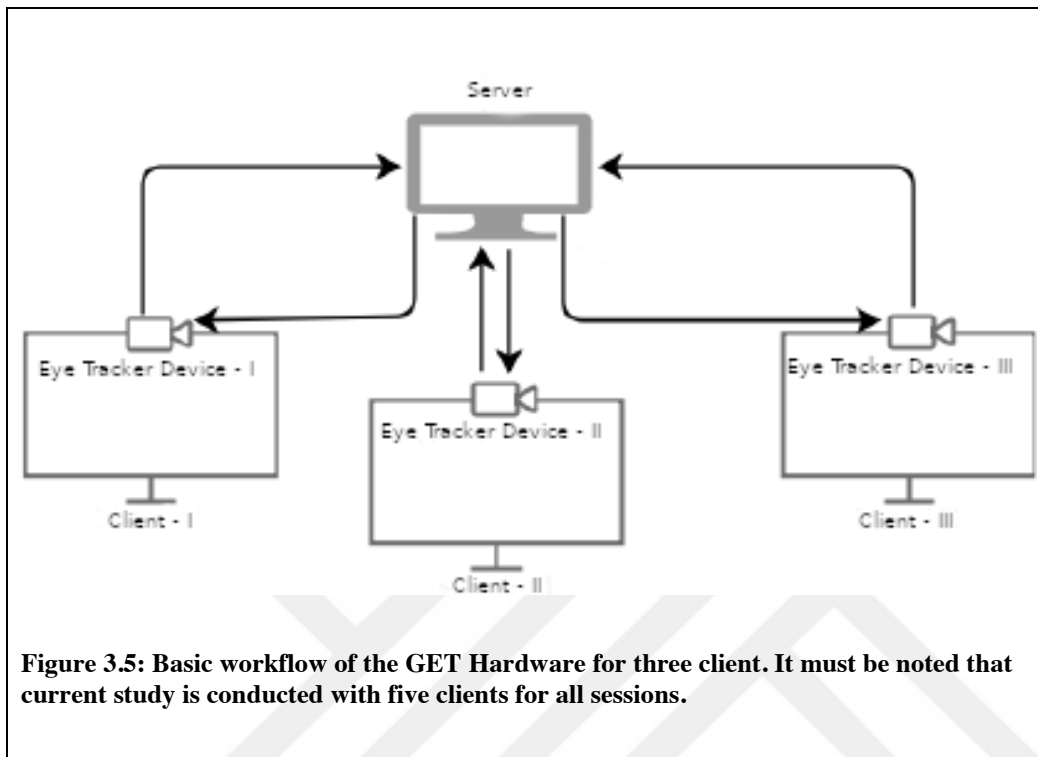 Server
Eye Tracker Device - I
Eye Tracker Device - III
Eye Tracker Device - II
Client - I
Client - III
Client - II
Figure 3.5: Basic workflow of the GET Hardware for three client. It must be noted that
current study is conducted with five clients for all sessions.